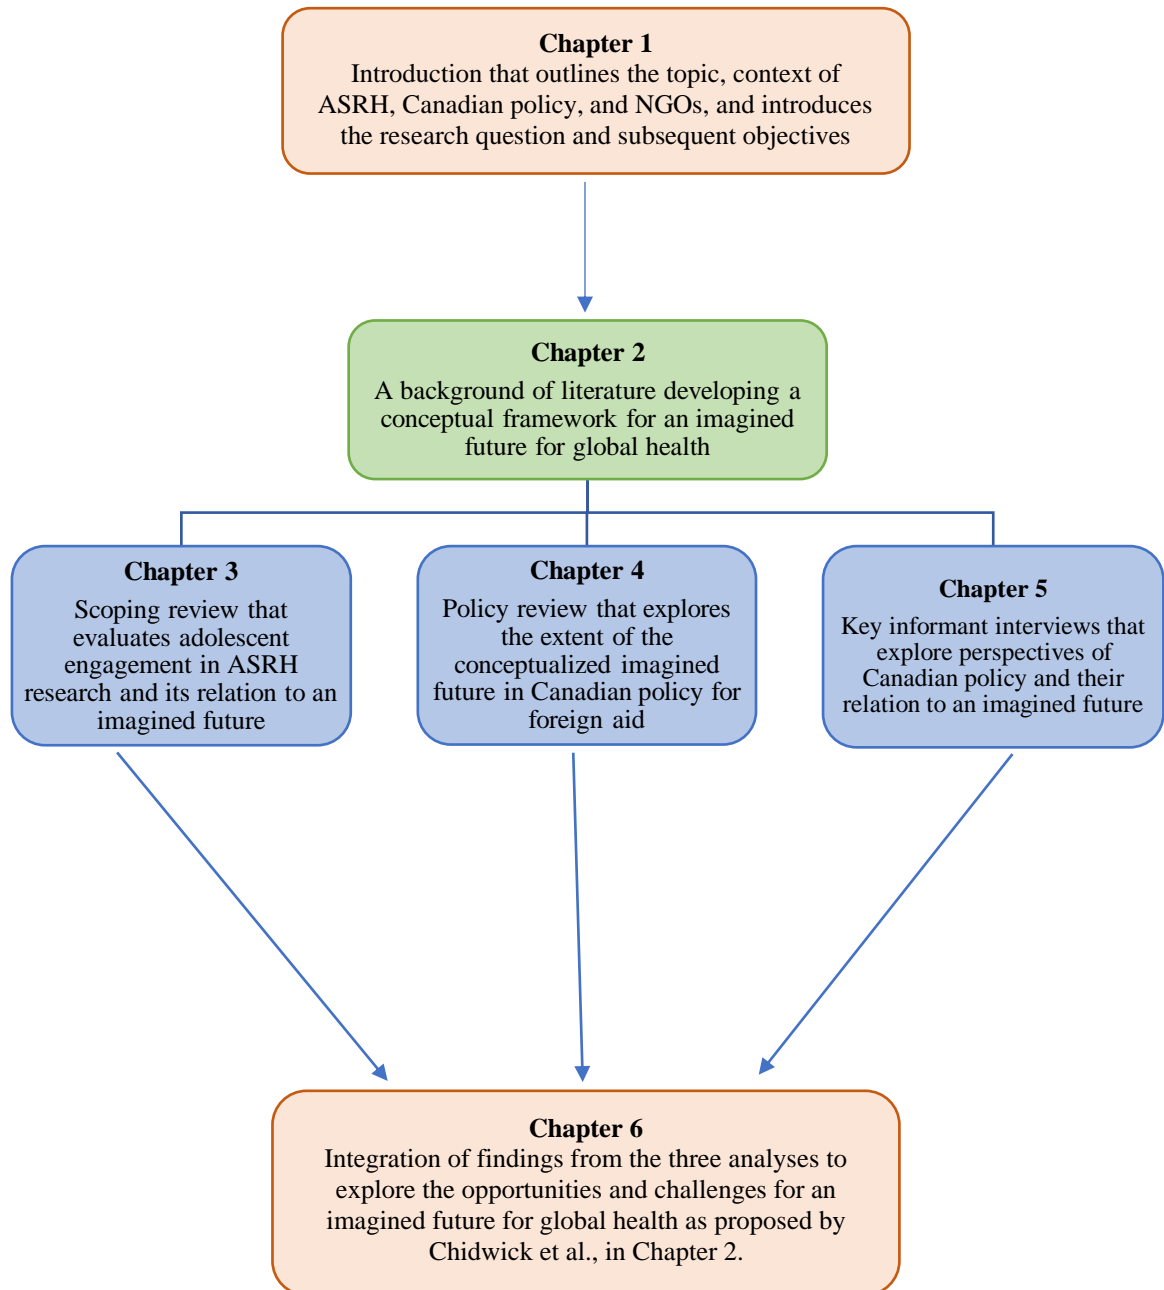 Chapter 1
Introduction that outlines the topic, context of
ASRH, Canadian policy, and NGOs, and introduces
the research question and subsequent objectives
Chapter 2
A background of literature developing a
conceptual framework for an imagined
future for global health
Chapter 3
Scoping review that
evaluates adolescent
engagement in ASRH
research and its relation to an
imagined future
Chapter 4
Policy review that explores
the extent of the
conceptualized imagined
future in Canadian policy for
foreign aid
Chapter 5
Key informant interviews that
explore perspectives of
Canadian policy and their
relation to an imagined future
Chapter 6
Integration of findings from the three analyses to
explore the opportunities and challenges for an
imagined future for global health as proposed by
Chidwick et al., in Chapter 2.